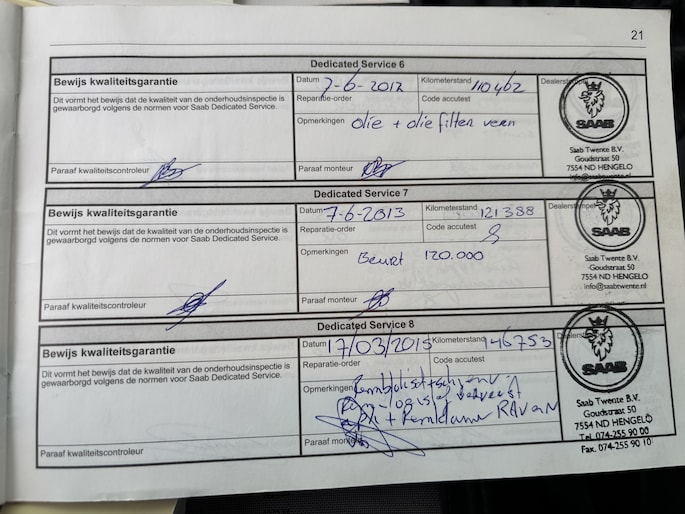 21
Dedicated Service 6
Bewijs kwaliteitsgarantie
Dit vormt het bewijs dat de kwaliteit van de onderhoudsinspectie is
gewaarborgd volgens de normen voor Saab Dedicated Service.
Paraaf kwaliteitscontroleur
Datum 7-6-2012 Kilometerstand 110462
Reparatie-order Code accutest
Opmerkingen olie + olie filter vern
Paraaf monteur
Dealerstempel
SAAB
Saab Twente B.V.
Goudstraat 50
7554 ND HENGELO
info@saabtwente.nl
Dedicated Service 7
Bewijs kwaliteitsgarantie
Dit vormt het bewijs dat de kwaliteit van de onderhoudsinspectie is
gewaarborgd volgens de normen voor Saab Dedicated Service.
Paraaf kwaliteitscontroleur
Datum 7-6-2013 Kilometerstand 121388
Reparatie-order Code accutest
Opmerkingen Beurt 120.000
Paraaf monteur
Dealerstempel
SAAB
Saab Twente B.V.
Goudstraat 50
7554 ND HENGELO
info@saabtwente.nl
Dedicated Service 8
Bewijs kwaliteitsgarantie
Dit vormt het bewijs dat de kwaliteit van de onderhoudsinspectie is
gewaarborgd volgens de normen voor Saab Dedicated Service.
Paraaf kwaliteitscontroleur
Datum 17/03/2015 Kilometerstand 146753
Reparatie-order Code accutest
Opmerkingen
Paraaf monteur
SAAB
Saab Twente B.V.
Goudstraat 50
7554 ND HENGELO
Tel. 074-255 90 00
Fax. 074-255 90 10